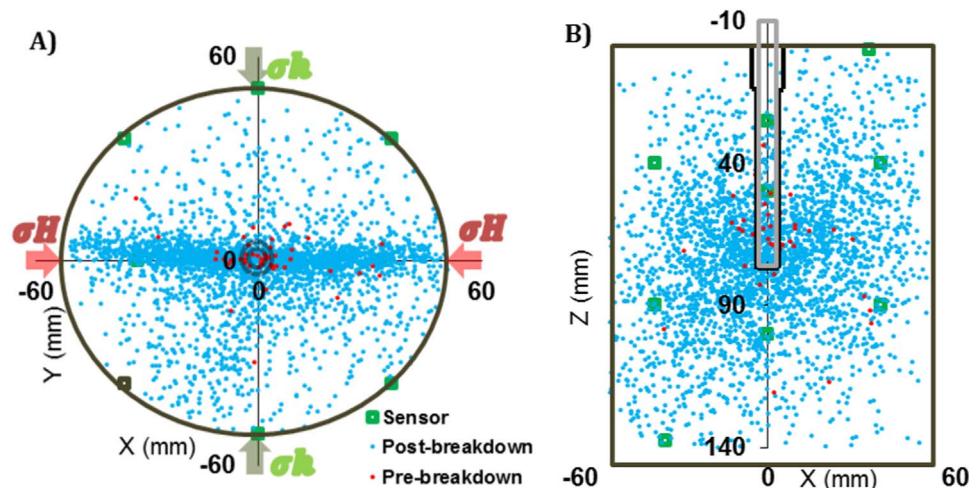 A)
60
σh
σH
σH
0
-60
0
60
Y (mm)
X (mm)
-60
σh
Sensor
Post-breakdown
Pre-breakdown
B)
-10
40
90
140
Z (mm)
-60
0
X (mm)
60